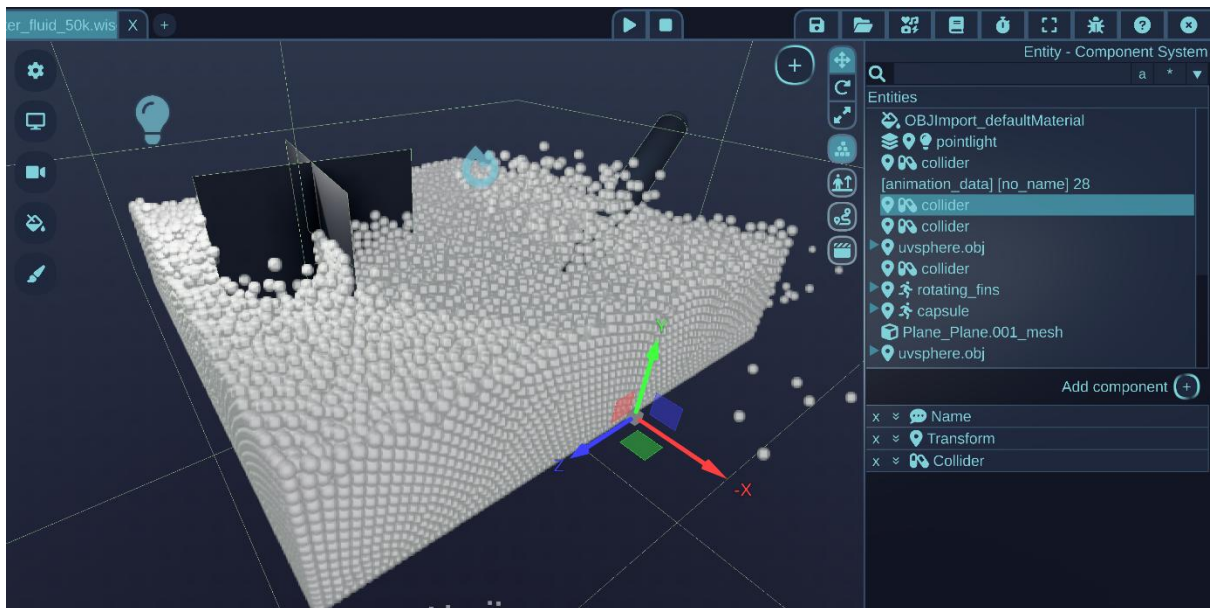 er_fluid_50k.wis X +
Entity - Component System
a * ▼
Entities
OBJImport_defaultMaterial
pointlight
collider
[animation_data] [no_name] 28
collider
collider
uvsphere.obj
collider
rotating_fins
capsule
Plane_Plane.001_mesh
uvsphere.obj
Add component (+)
x Name
x Transform
x Collider
Y
Z
-X